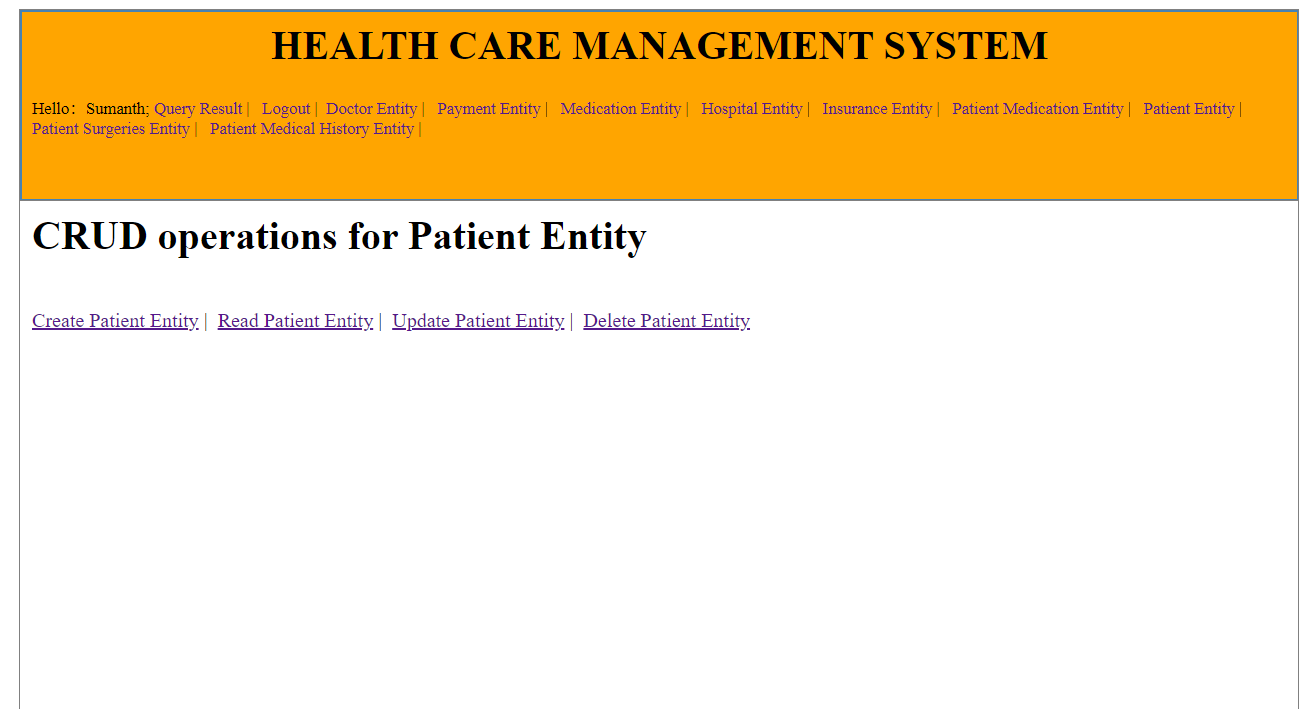 HEALTH CARE MANAGEMENT SYSTEM
Hello: Sumanth; Query Result | Logout | Doctor Entity | Payment Entity | Medication Entity | Hospital Entity | Insurance Entity | Patient Medication Entity | Patient Entity |
Patient Surgeries Entity | Patient Medical History Entity |
CRUD operations for Patient Entity
Create Patient Entity | Read Patient Entity | Update Patient Entity | Delete Patient Entity